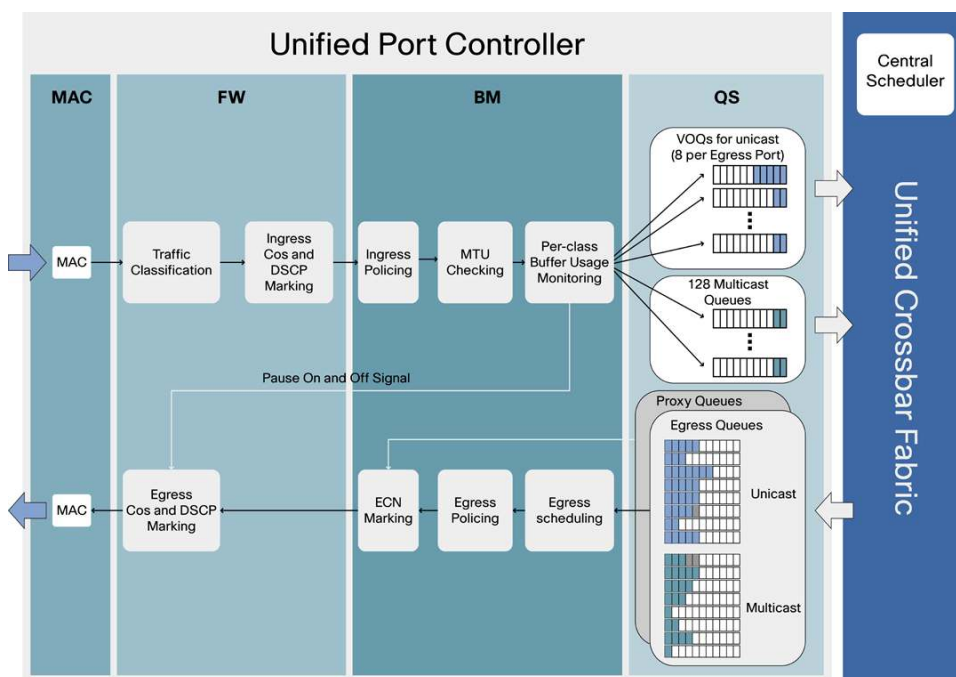 Unified Port Controller
Central
Scheduler
MAC
FW
BM
QS
VOQs for unicast
(8 per Egress Port)
MAC
Traffic
Classification
Ingress
Cos and
DSCP
Marking
Ingress
Policing
MTU
Checking
Per-class
Buffer Usage
Monitoring
128 Multicast
Queues
Unified Crossbar Fabric
Pause On and Off Signal
Proxy Queues
Egress Queues
Unicast
Multicast
MAC
Egress
Cos and DSCP
Marking
ECN
Marking
Egress
Policing
Egress
scheduling